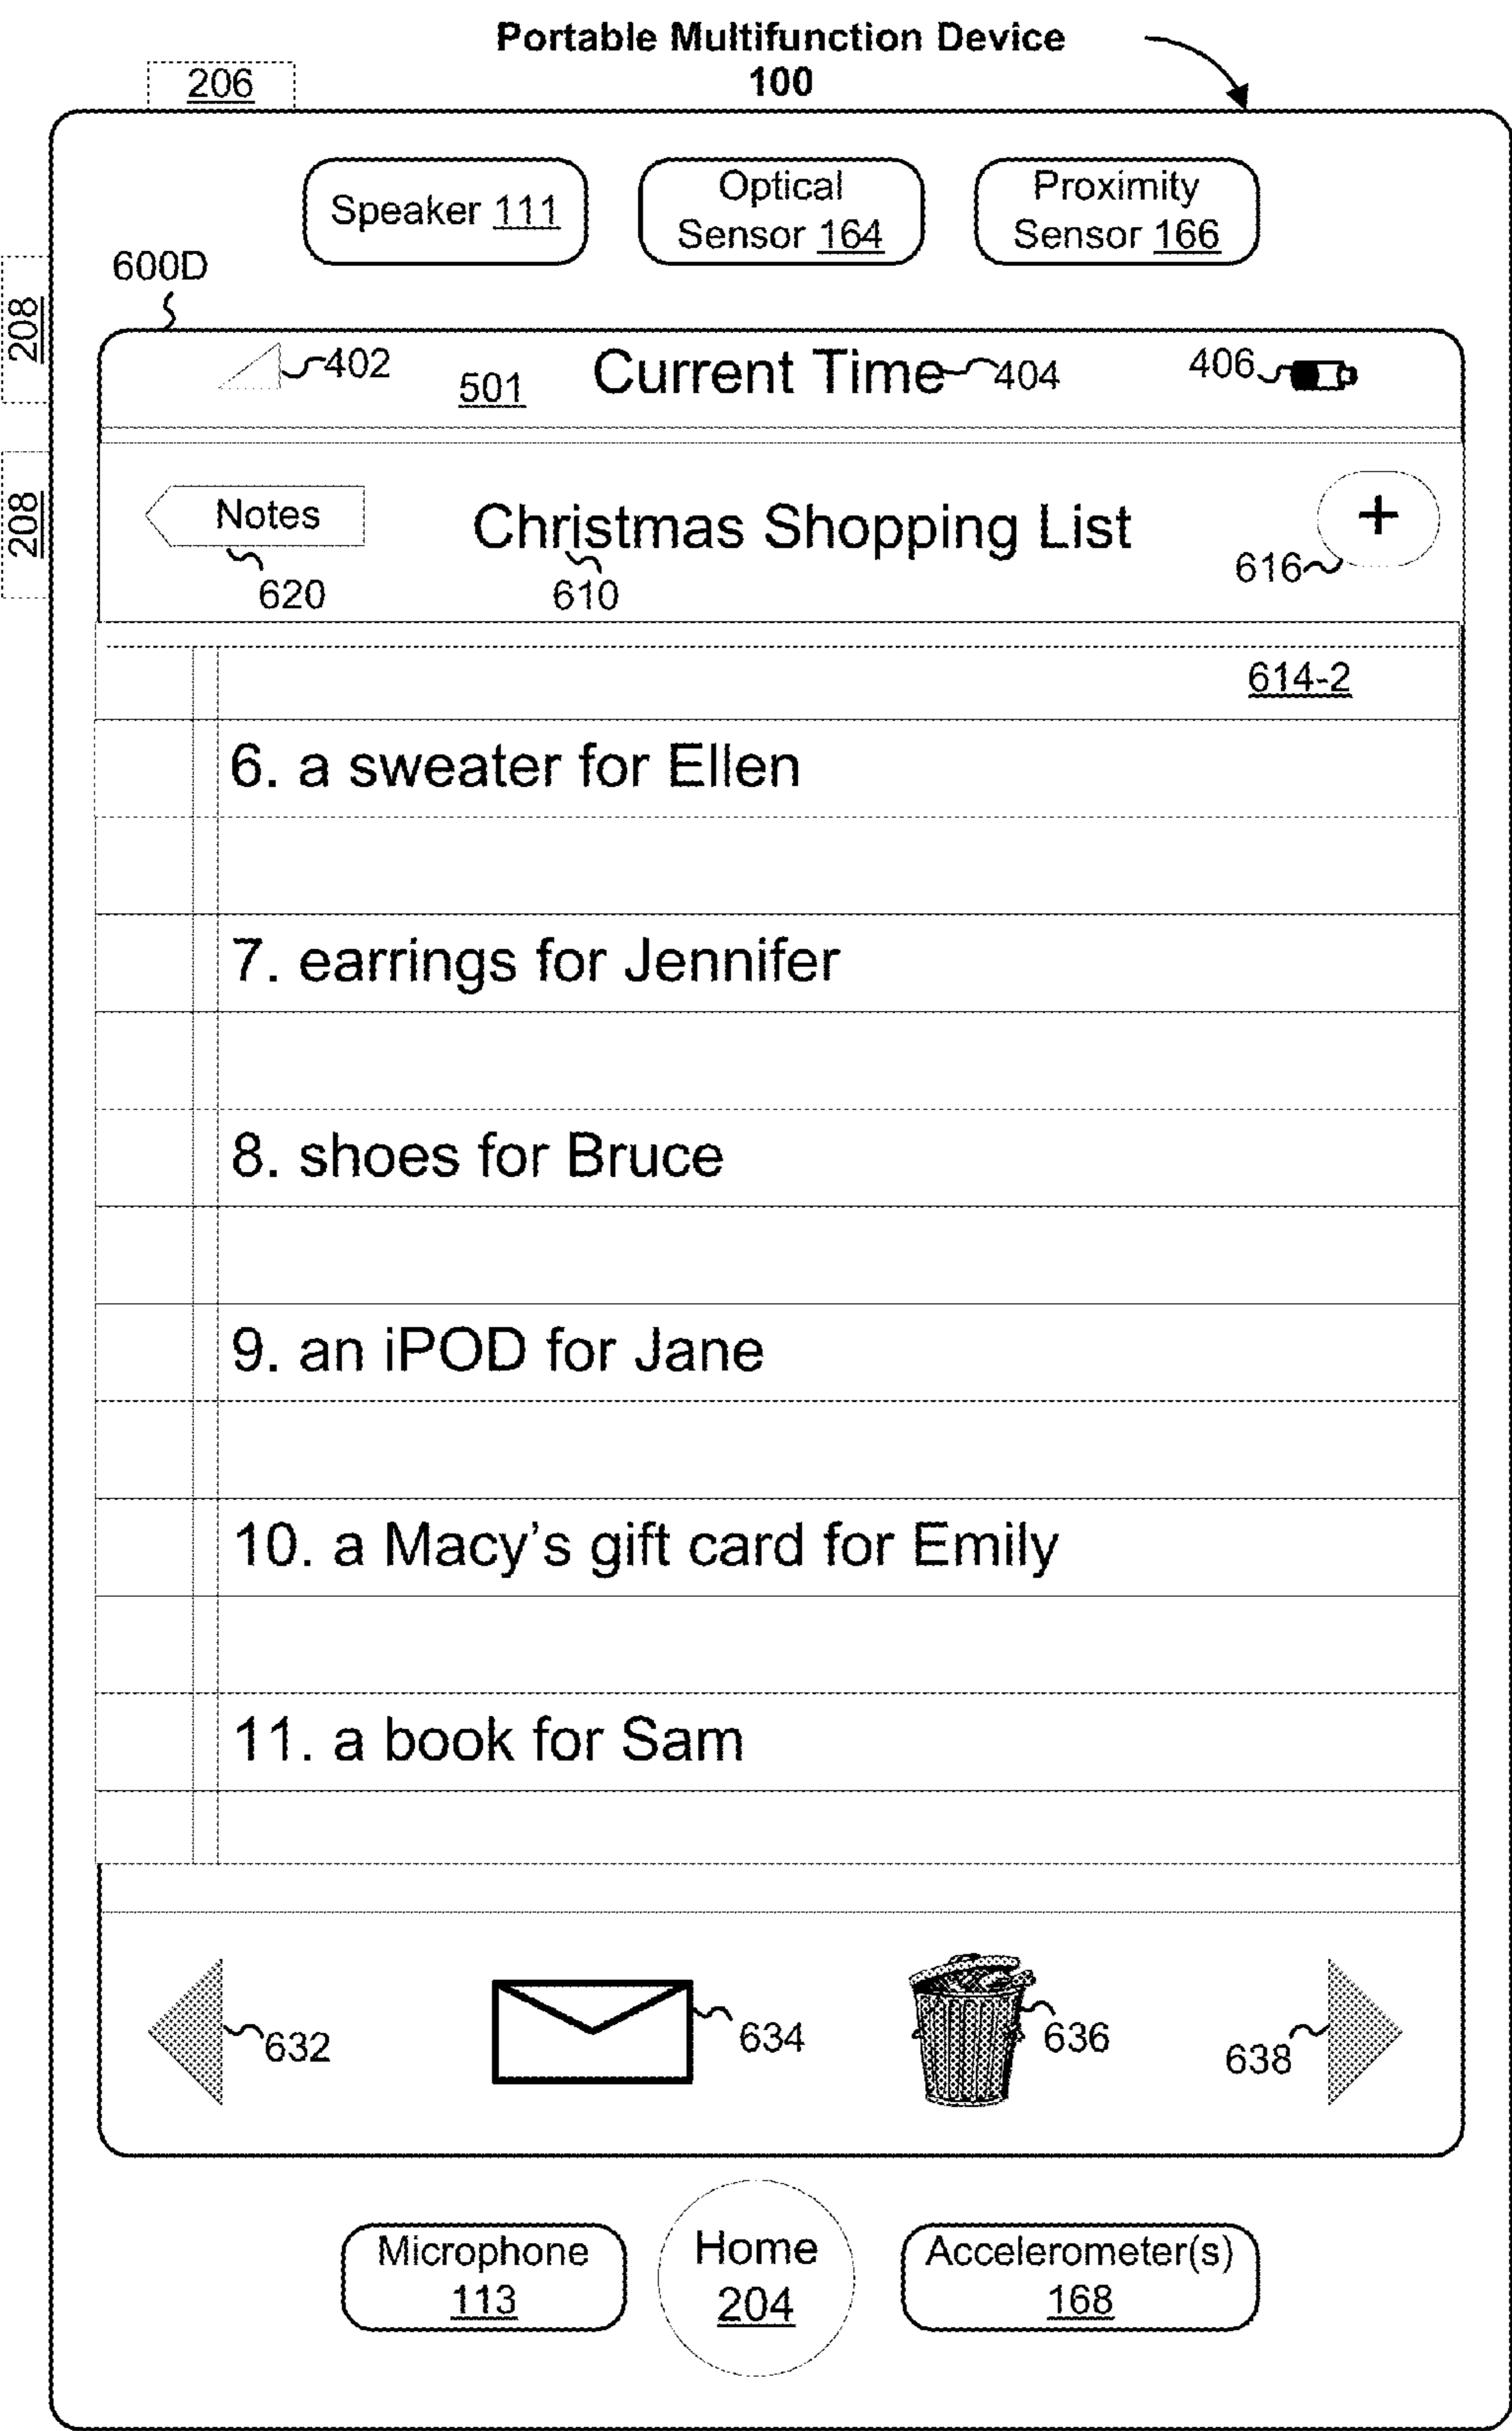 Portable Multifunction Device
100
206
Speaker 111
Optical
Sensor 164
Proximity
Sensor 166
208
600D
402
501
Current Time
404
406
208
Notes
Christmas Shopping List
+
620
610
616
614-2
6. a sweater for Ellen
7. earrings for Jennifer
8. shoes for Bruce
9. an iPOD for Jane
10. a Macy’s gift card for Emily
11. a book for Sam
632
634
636
638
Microphone
113
Home
204
Accelerometer(s)
168